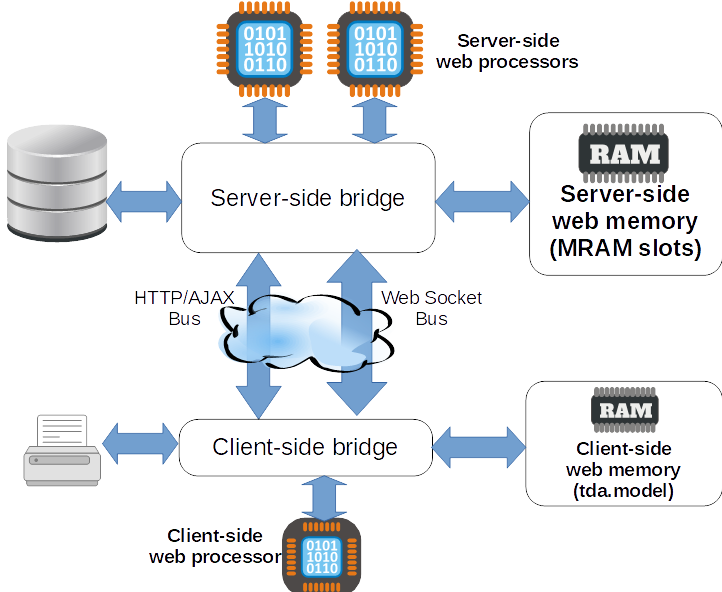 0101
1010
0110
0101
1010
0110
Server-side
web processors
Server-side bridge
RAM
Server-side
web memory
(MRAM slots)
HTTP/AJAX
Bus
Web Socket
Bus
Client-side bridge
RAM
Client-side
web memory
(tda.model)
Client-side
web processor
0101
1010
0110